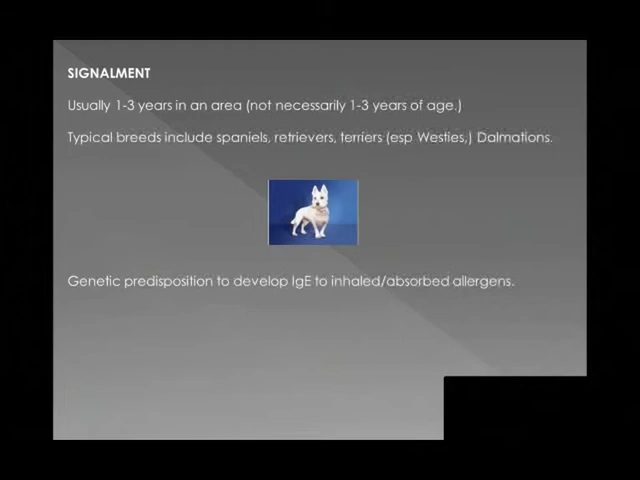 SIGNALMENT
Usually 1-3 years in an area (not necessarily 1-3 years of age.)
Typical breeds include spaniels, retrievers, terriers (esp Westies,) Dalmations.
Genetic predisposition to develop IgE to inhaled/absorbed allergens.